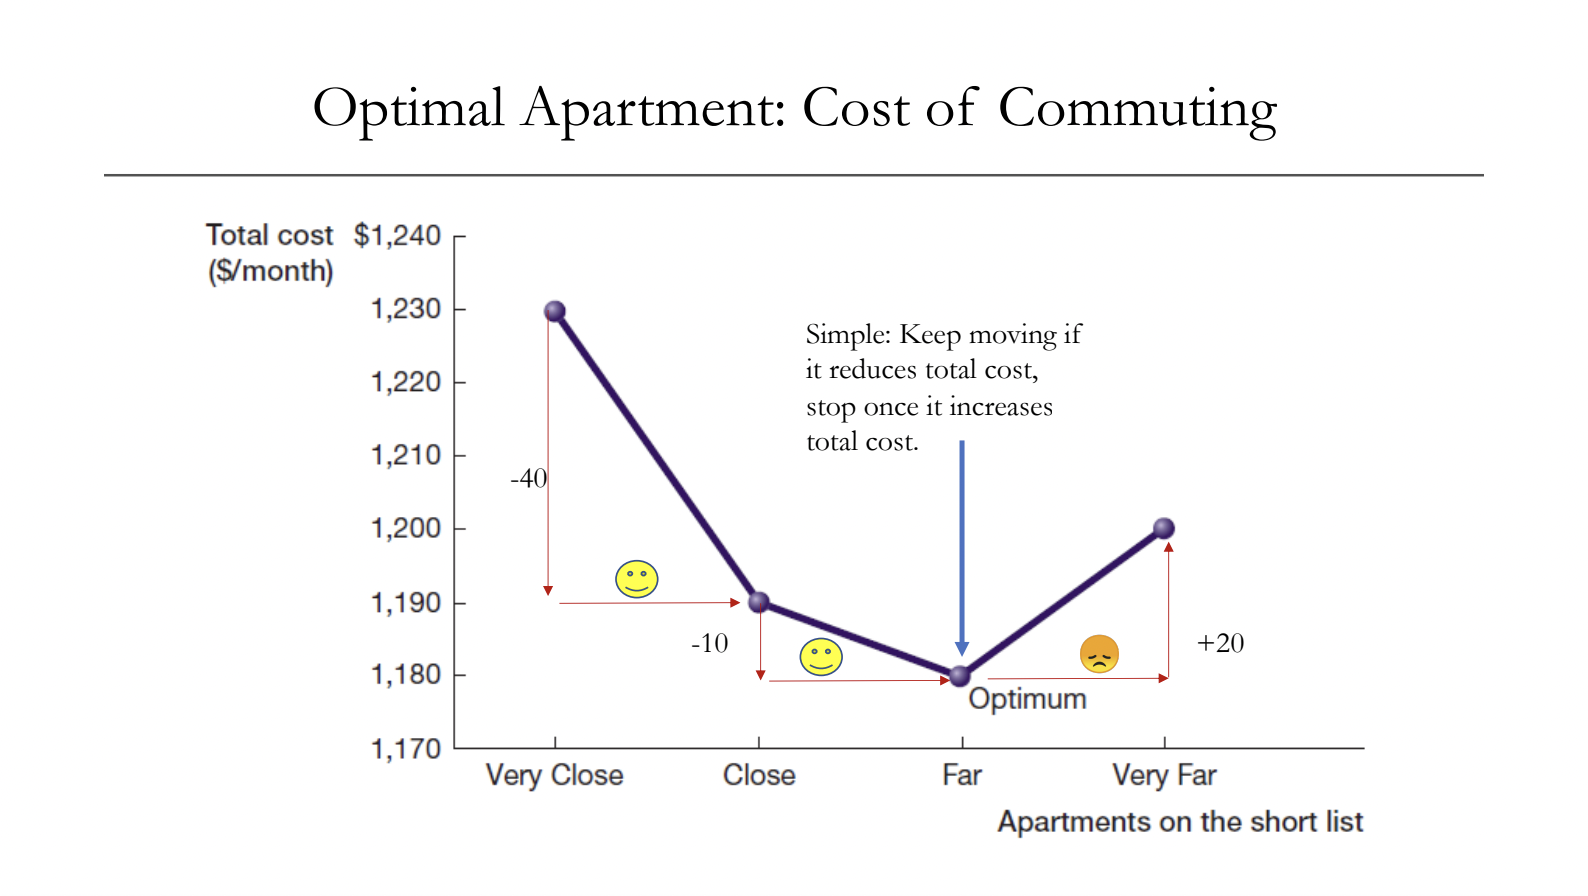 Optimal Apartment: Cost of Commuting
Total cost
($/month)
$1,240
1,230
1,220
1,210
1,200
1,190
1,180
1,170
Simple: Keep moving if
it reduces total cost,
stop once it increases
total cost.
-40
-10
+20
Optimum
Very Close
Close
Far
Very Far
Apartments on the short list